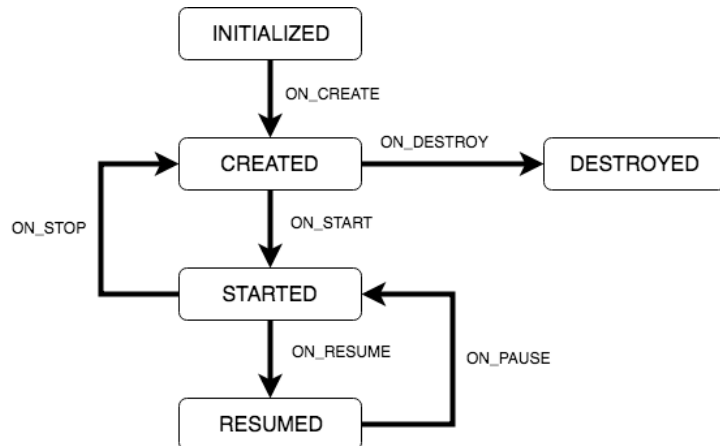 INITIALIZED
ON_CREATE
CREATED
ON_DESTROY
DESTROYED
ON_STOP
ON_START
STARTED
ON_RESUME
ON_PAUSE
RESUMED